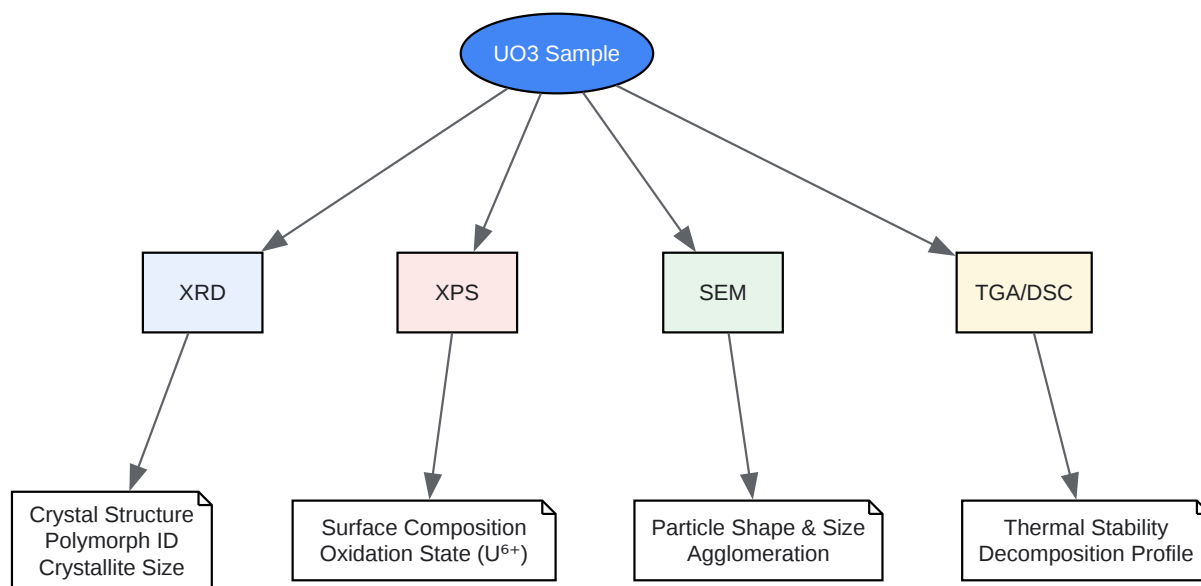 UO3 Sample
XRD
XPS
SEM
TGA/DSC
Crystal Structure
Polymorph ID
Crystallite Size
Surface Composition
Oxidation State (U⁶⁺)
Particle Shape & Size
Agglomeration
Thermal Stability
Decomposition Profile